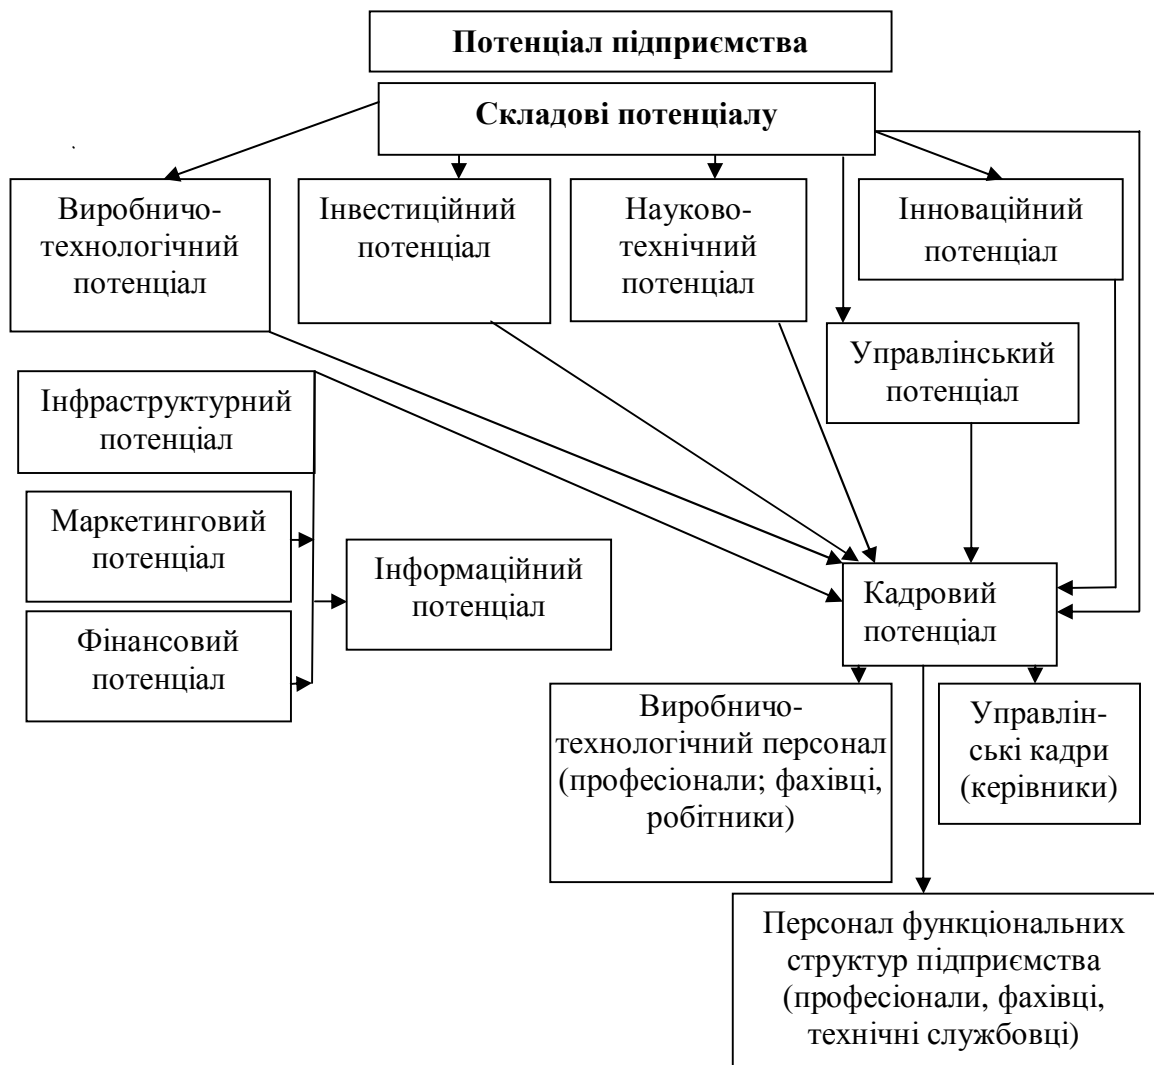 Потенціал підприємства
Складові потенціалу
Виробничо-
технологічний
потенціал
Інвестиційний
потенціал
Науково-
технічний
потенціал
Інноваційний
потенціал
Управлінський
потенціал
Інфраструктурний
потенціал
Маркетинговий
потенціал
Інформаційний
потенціал
Фінансовий
потенціал
Кадровий
потенціал
Виробничо-
технологічний персонал
(професіонали; фахівці,
робітники)
Управлін-
ські кадри
(керівники)
Персонал функціональних
структур підприємства
(професіонали, фахівці,
технічні службовці)